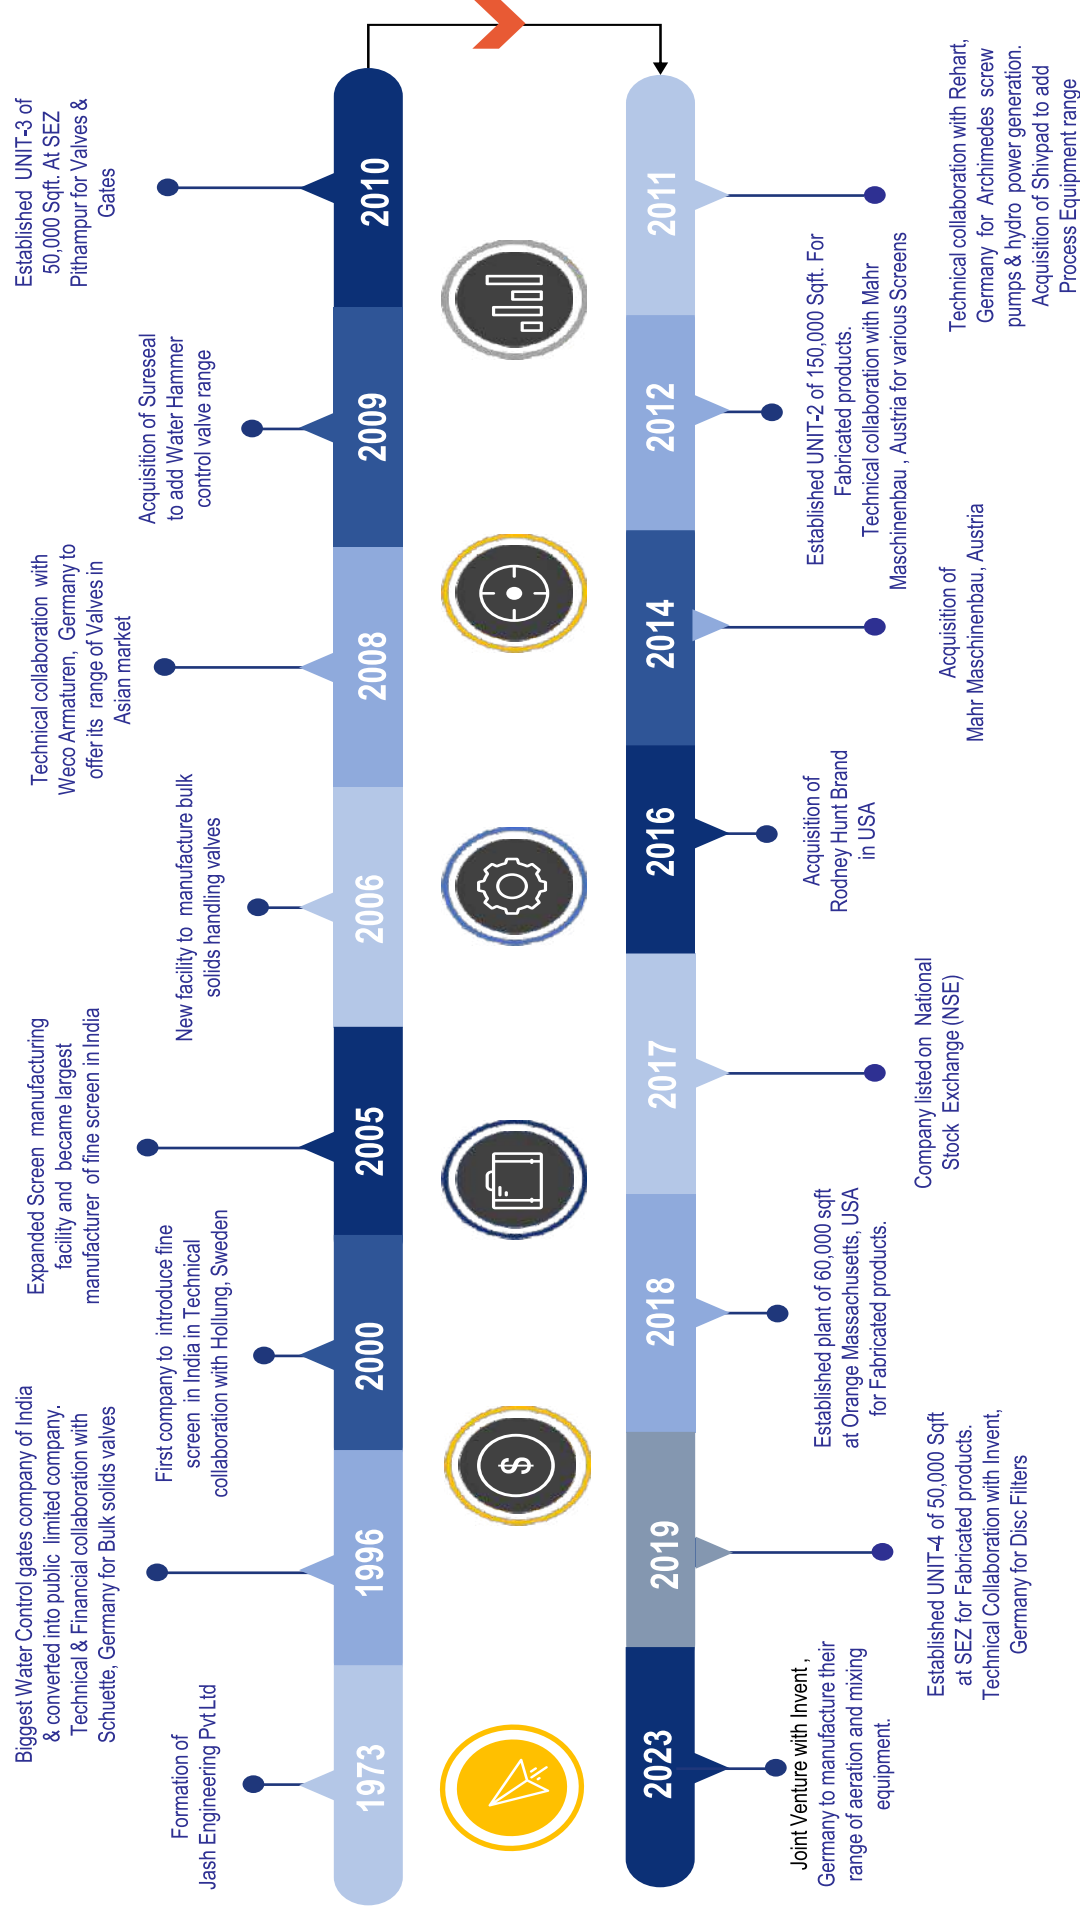 Formation of
Jash Engineering Pvt Ltd
1973
Biggest Water Control gates company of India
& converted into public limited company.
Technical & Financial collaboration with
Schuette, Germany for Bulk solids valves
1996
First company to introduce fine
screen in India in Technical
collaboration with Hollung, Sweden
2000
Expanded Screen manufacturing
facility and became largest
manufacturer of fine screen in India
2005
New facility to manufacture bulk
solids handling valves
2006
Technical collaboration with
Weco Armaturen, Germany to
offer its range of Valves in
Asian market
2008
Acquisition of Sureseal
to add Water Hammer
control valve range
2009
Established UNIT-3 of
50,000 Sqft. At SEZ
Pithampur for Valves &
Gates
2010
$
2011
Technical collaboration with Rehart,
Germany for Archimedes screw
pumps & hydro power generation.
Acquisition of Shivpad to add
Process Equipment range
2012
Established UNIT-2 of 150,000 Sqft. For
Fabricated products.
Technical collaboration with Mahr
Maschinenbau , Austria for various Screens
2014
Acquisition of
Mahr Maschinenbau, Austria
2016
Acquisition of
Rodney Hunt Brand
in USA
2017
Company listed on National
Stock Exchange (NSE)
2018
Established plant of 60,000 sqft
at Orange Massachusetts, USA
for Fabricated products.
2019
Established UNIT-4 of 50,000 Sqft
at SEZ for Fabricated products.
Technical Collaboration with Invent,
Germany for Disc Filters
2023
Joint Venture with Invent ,
Germany to manufacture their
range of aeration and mixing
equipment.